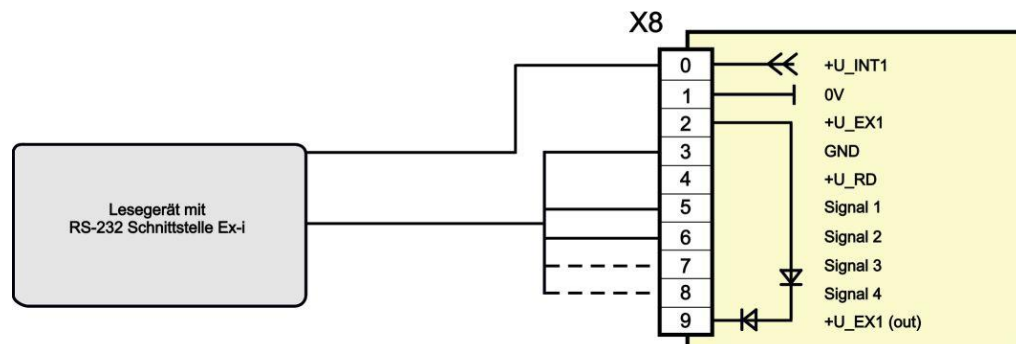 X8
0 +U_INT1
1 0V
2 +U_EX1
3 GND
4 +U_RD
5 Signal 1
6 Signal 2
7 Signal 3
8 Signal 4
9 +U_EX1 (out)
Lesegerät mit
RS-232 Schnittstelle Ex-i